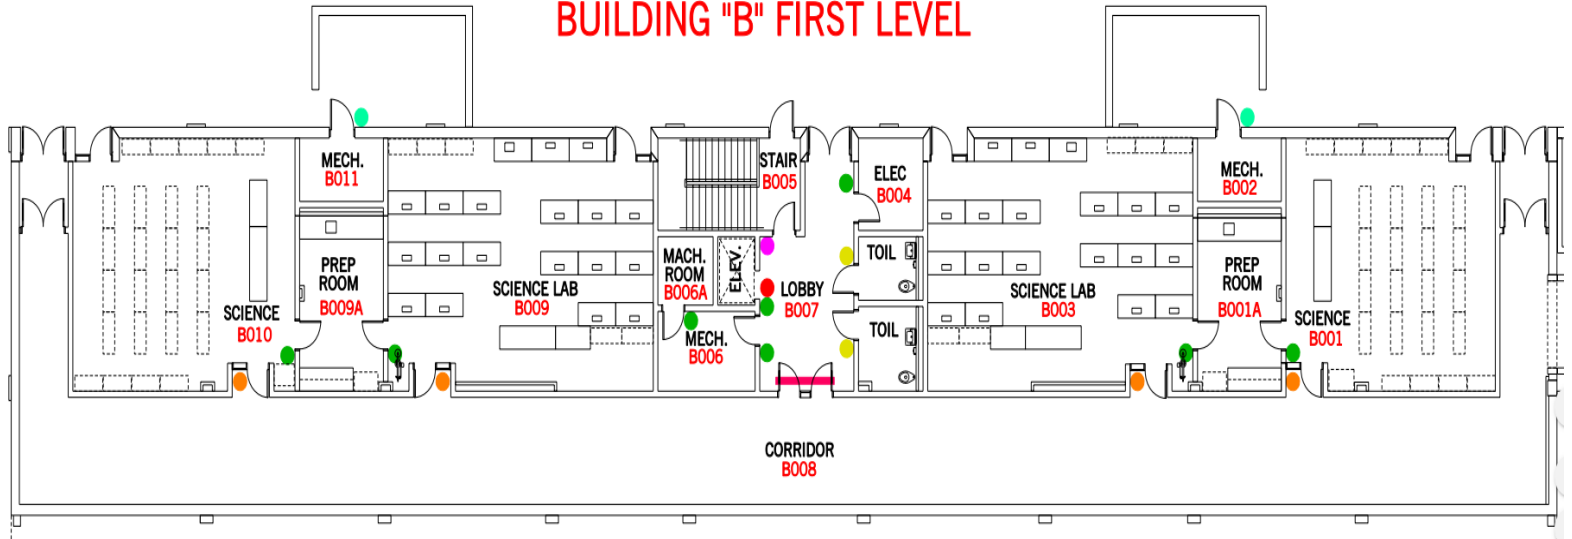 BUILDING "B" FIRST LEVEL
MECH.
B011
STAIR
B005
ELEC
B004
MECH.
B002
PREP
ROOM
B009A
SCIENCE
B010
SCIENCE LAB
B009
MACH.
ROOM
B006A
ELEV.
MECH.
B006
LOBBY
B007
TOIL
TOIL
SCIENCE LAB
B003
PREP
ROOM
B001A
SCIENCE
B001
CORRIDOR
B008